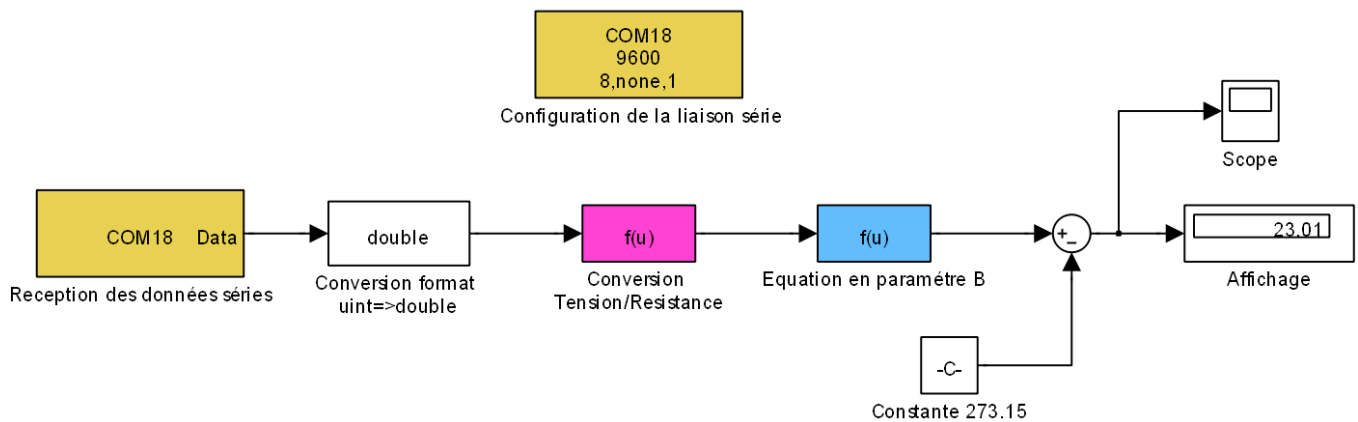 COM18
9600
8,none,1
Configuration de la liaison série
Scope
COM18 Data
Reception des données séries
double
Conversion format
uint=>double
f(u)
Conversion
Tension/Resistance
f(u)
Equation en paramétre B
+
−
23.01
Affichage
-C-
Constante 273.15